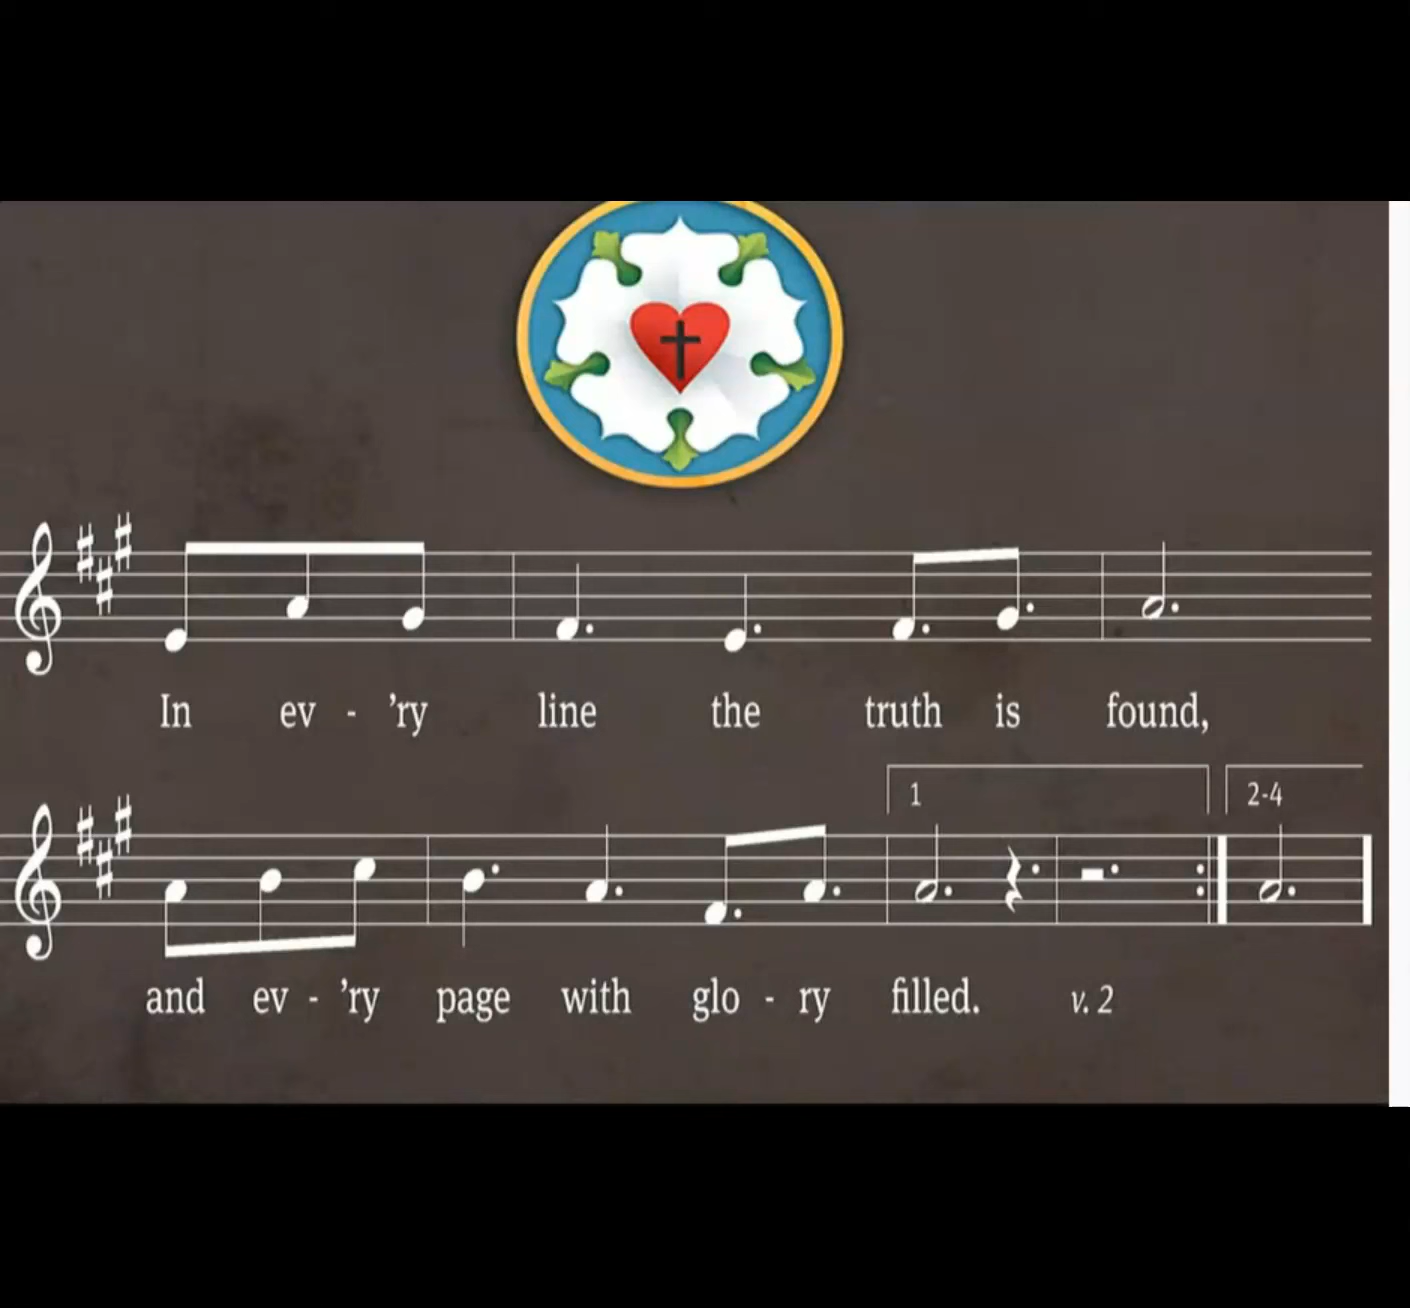 In ev - ’ry line the truth is found,
1 2-4
and ev - ’ry page with glo - ry filled. v. 2